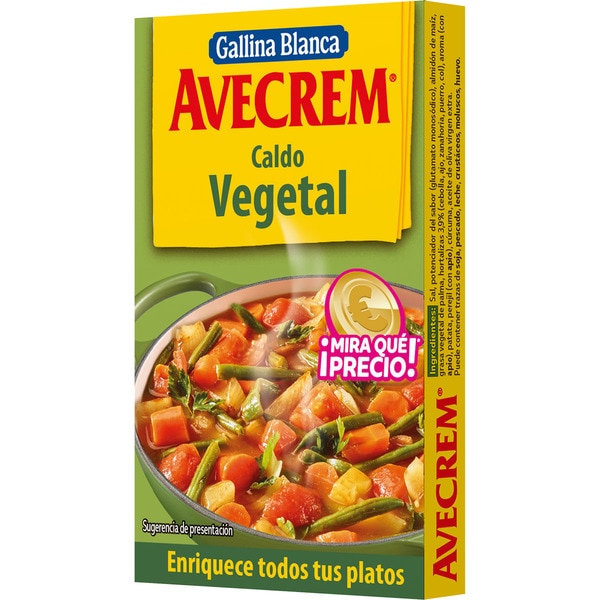 Gallina Blanca
AVECREM®
Caldo
Vegetal
¡MIRA QUÉ
PRECIO!*
Sugerencia de presentación
Enriquece todos tus platos
Ingredientes: Sal, potenciador del sabor (glutamato monosódico), almidón de maíz,
grasa vegetal de palma, hortalizas 3,9% (cebolla, ajo, zanahoria, puerro, col), aroma (con
apio), patata, perejil (con apio), cúrcuma, aceite de oliva virgen extra.
Puede contener trazas de soja, pescado, leche, crustáceos, moluscos, huevo.
AVECREM®